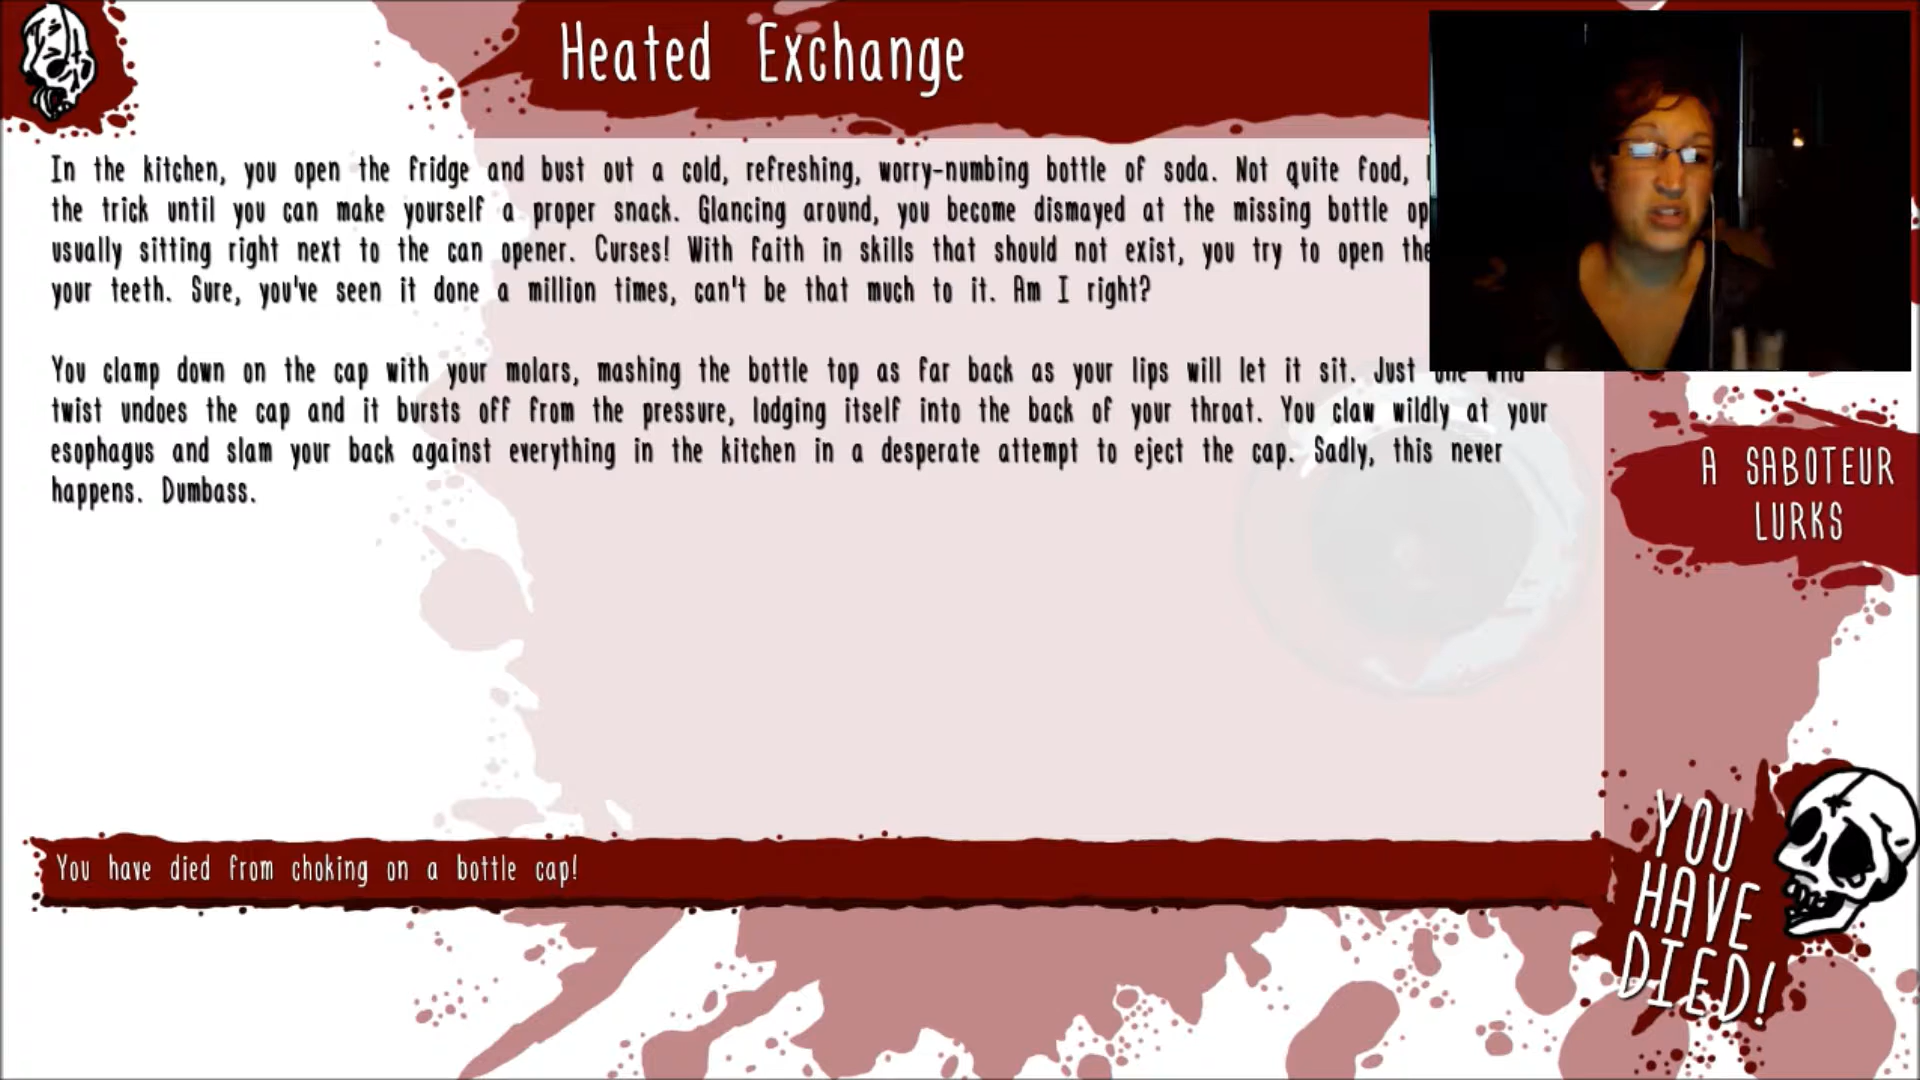 Heated Exchange
In the kitchen, you open the fridge and bust out a cold, refreshing, worry-numbing bottle of soda. Not quite food,
the trick until you can make yourself a proper snack. Glancing around, you become dismayed at the missing bottle
usually sitting right next to the can opener. Curses! With faith in skills that should not exist, you try to open
your teeth. Sure, you've seen it done a million times, can't be that much to it. Am I right?
You clamp down on the cap with your molars, mashing the bottle top as far back as your lips will let it sit. Just one wild
twist undoes the cap and it bursts off from the pressure, lodging itself into the back of your throat. You claw wildly at your
esophagus and slam your back against everything in the kitchen in a desperate attempt to eject the cap. Sadly, this never
happens. Dumbass.
A SABOTEUR
LURKS
You have died from choking on a bottle cap!
YOU
HAVE
DIED!